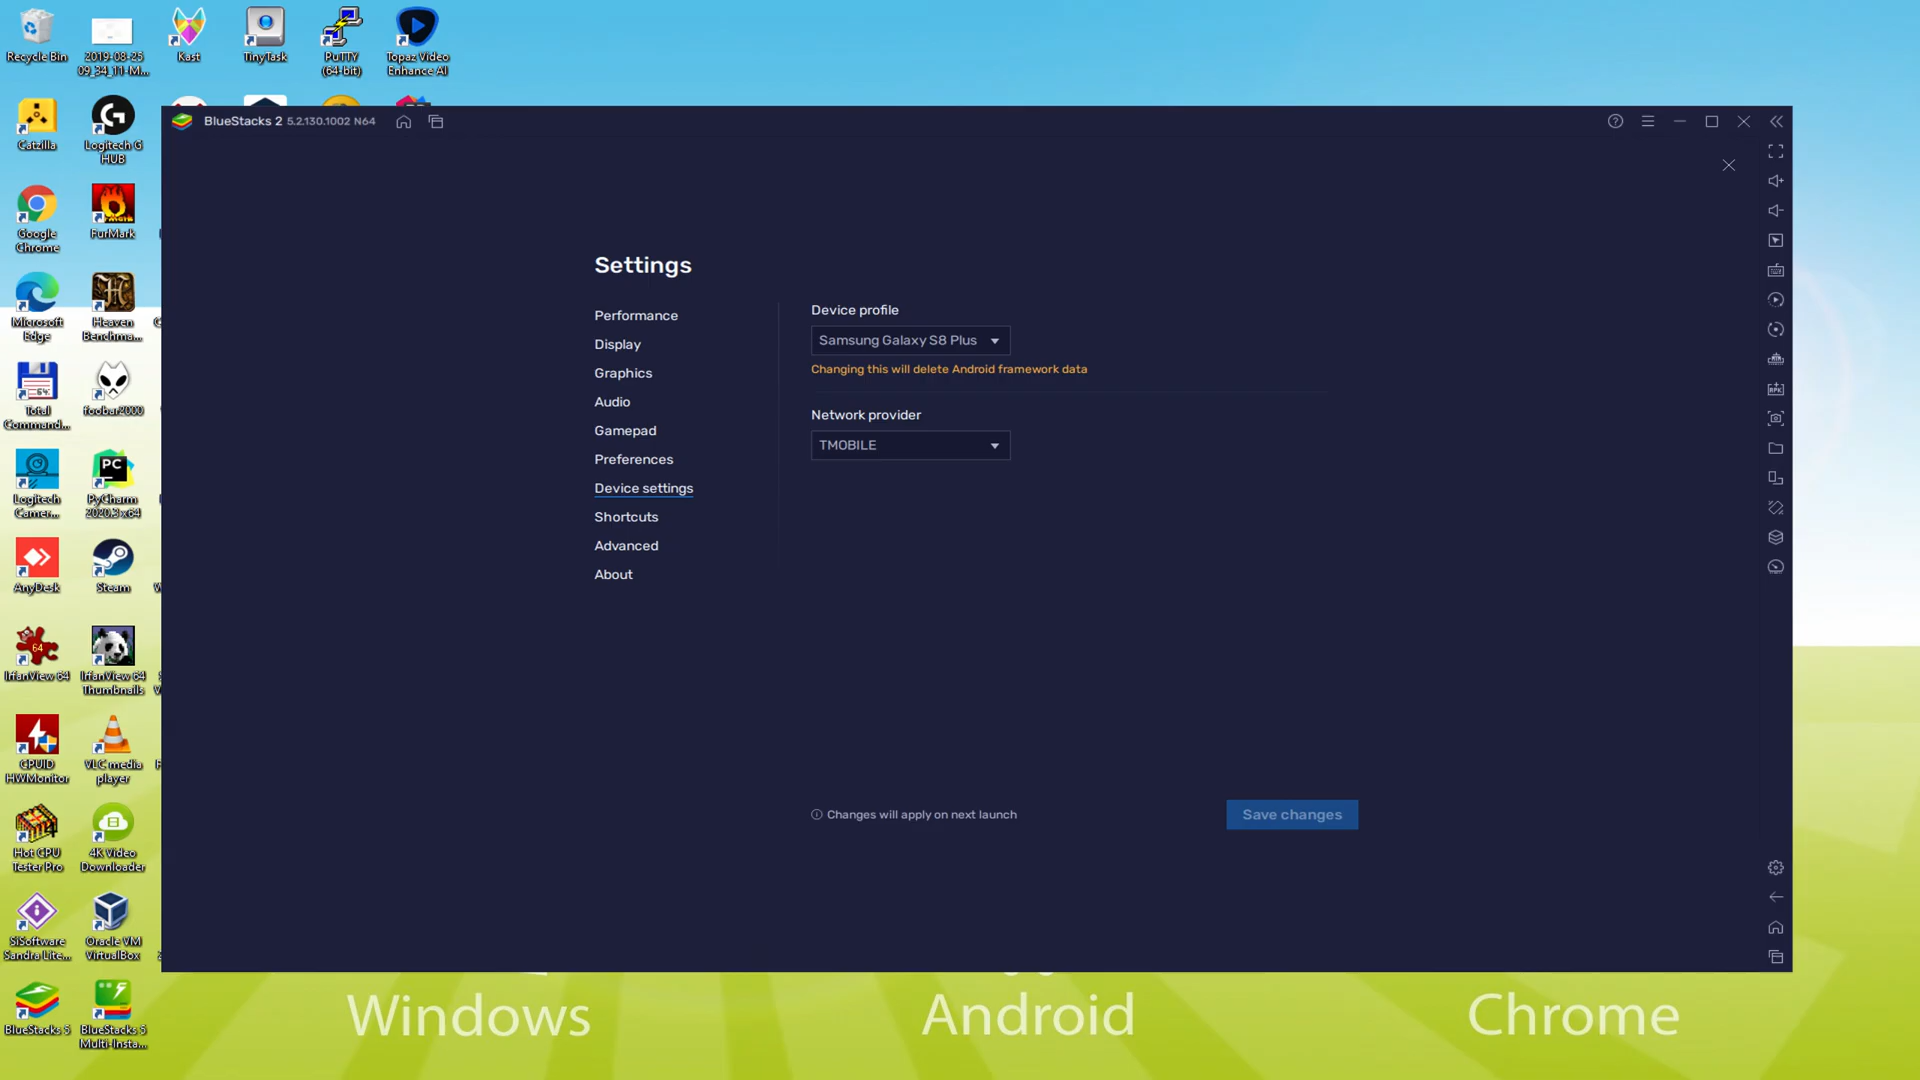 Recycle Bin
2019-08-25
09_34_11-M...
Kast
TinyTask
PuTTY
(64-bit)
Topaz Video
Enhance AI
Catzilla
Logitech G
HUB
Google
Chrome
FurMark
Microsoft
Edge
Heaven
Benchma...
Total
Command...
foobar2000
Logitech
Camer...
PyCharm
2020.3 x64
AnyDesk
Steam
IrfanView 64
IrfanView 64
Thumbnails
CPUID
HWMonitor
VLC media
player
Hot CPU
Tester Pro
4K Video
Downloader
SiSoftware
Sandra Lite...
Oracle VM
VirtualBox
BlueStacks 5
BlueStacks 5
Multi-Insta...
BlueStacks 2 5.2.130.1002 N64
Settings
Performance
Display
Graphics
Audio
Gamepad
Preferences
Device settings
Shortcuts
Advanced
About
Device profile
Samsung Galaxy S8 Plus
Changing this will delete Android framework data
Network provider
TMOBILE
Changes will apply on next launch
Save changes
Windows
Android
Chrome